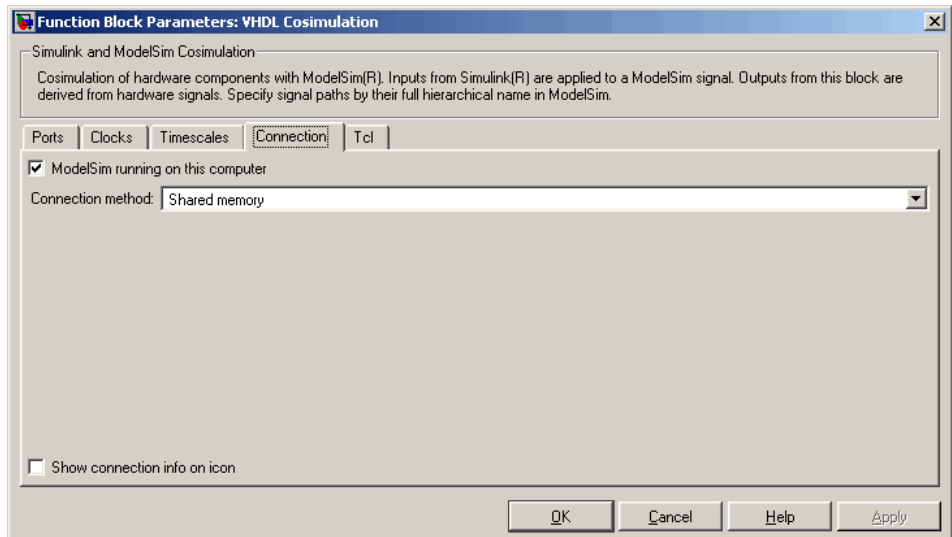 Function Block Parameters: VHDL Cosimulation
Simulink and ModelSim Cosimulation
Cosimulation of hardware components with ModelSim(R). Inputs from Simulink(R) are applied to a ModelSim signal. Outputs from this block are
derived from hardware signals. Specify signal paths by their full hierarchical name in ModelSim.
Ports Clocks Timescales Connection Tcl
ModelSim running on this computer
Connection method: Shared memory
Show connection info on icon
OK Cancel Help Apply